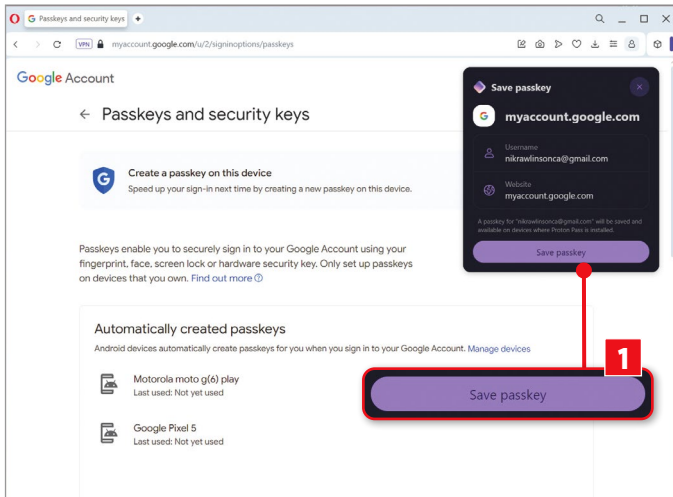 Passkeys and security keys
VPN myaccount.google.com/u/2/signinoptions/passkeys
Google Account
Passkeys and security keys
Create a passkey on this device
Speed up your sign-in next time by creating a new passkey on this device.
Passkeys enable you to securely sign in to your Google Account using your
fingerprint, face, screen lock or hardware security key. Only set up passkeys
on devices that you own. Find out more
Save passkey
G myaccount.google.com
Username
nikrawlinsonca@gmail.com
Website
myaccount.google.com
A passkey for "nikrawlinsonca@gmail.com" will be saved and
available on devices where Proton Pass is installed.
Save passkey
Automatically created passkeys
Android devices automatically create passkeys for you when you sign in to your Google Account. Manage devices
Motorola moto g(6) play
Last used: Not yet used
Google Pixel 5
Last used: Not yet used
1
Save passkey